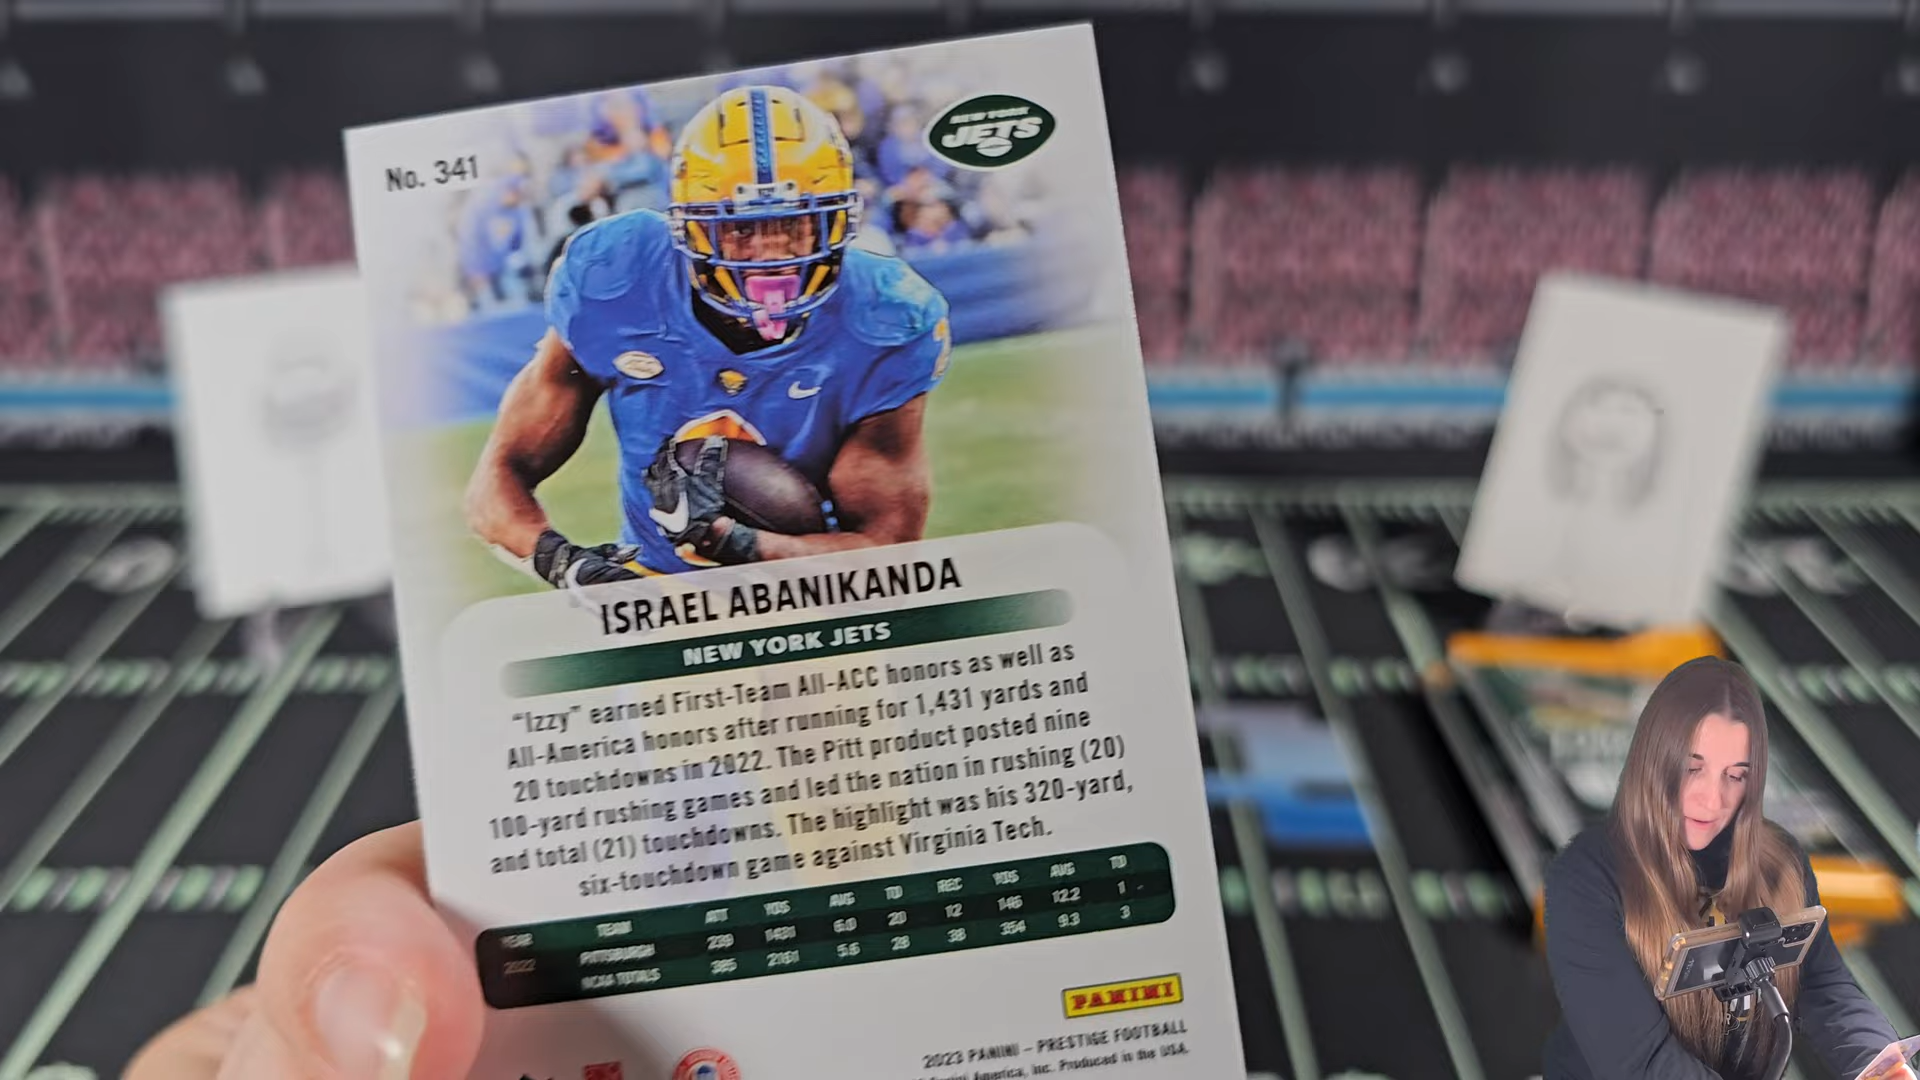 No. 341
NEW YORK
JETS
ISRAEL ABANIKANDA
NEW YORK JETS
"Izzy" earned First-Team All-ACC honors as well as
All-America honors after running for 1,431 yards and
20 touchdowns in 2022. The Pitt product posted nine
100-yard rushing games and led the nation in rushing (20)
and total (21) touchdowns. The highlight was his 320-yard,
six-touchdown game against Virginia Tech.
YEAR TEAM ATT YDS AVG TD REC YDS AVG TD
2022 PITTSBURGH 239 1431 6.0 20 12 146 12.2 1
NCAA TOTALS 385 2161 5.6 28 38 354 9.3 3
PANINI
2023 PANINI – PRESTIGE FOOTBALL
Panini America, Inc. Produced in the USA.